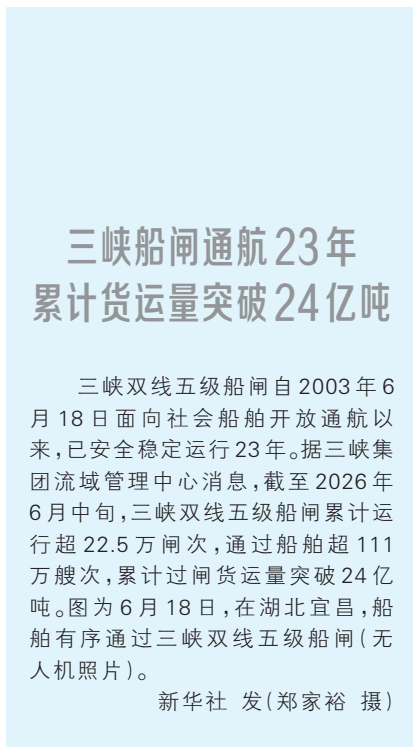 三峡船闸通航23年
累计货运量突破24亿吨
三峡双线五级船闸自2003年6
月18日面向社会船舶开放通航以
来,已安全稳定运行23年。据三峡集
团流域管理中心消息,截至2026年
6月中旬,三峡双线五级船闸累计运
行超22.5万闸次,通过船舶超111
万艘次,累计过闸货运量突破24亿
吨。图为6月18日,在湖北宜昌,船
舶有序通过三峡双线五级船闸(无
人机照片)。
新华社 发(郑家裕 摄)